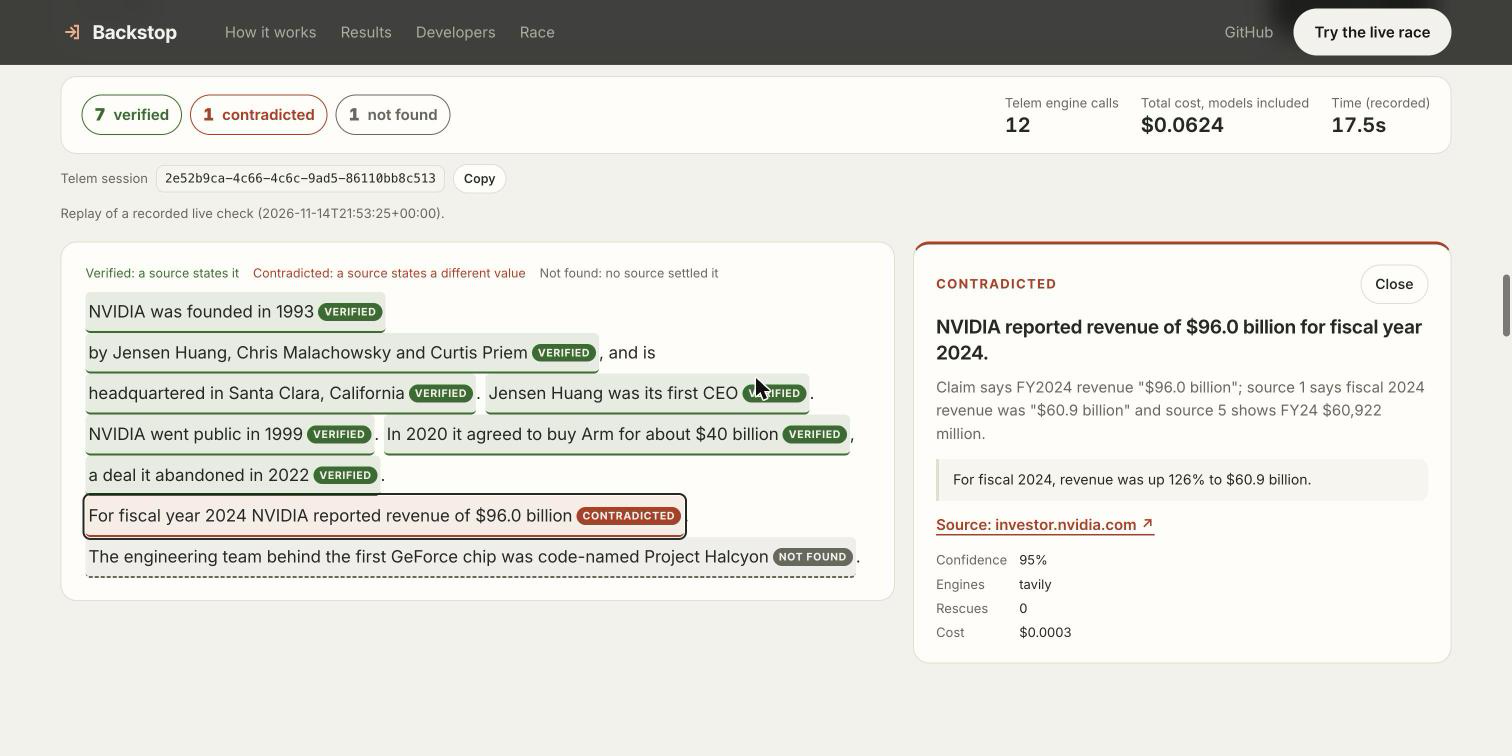 Backstop
How it works
Results
Developers
Race
GitHub
Try the live race
7 verified
1 contradicted
1 not found
Telem engine calls
12
Total cost, models included
$0.0624
Time (recorded)
17.5s
Telem session 2e52b9ca-4c66-4c6c-9ad5-86110bb8c513 Copy
Replay of a recorded live check (2026-11-14T21:53:25+00:00).
Verified: a source states it Contradicted: a source states a different value Not found: no source settled it
NVIDIA was founded in 1993 VERIFIED
by Jensen Huang, Chris Malachowsky and Curtis Priem VERIFIED , and is
headquartered in Santa Clara, California VERIFIED . Jensen Huang was its first CEO VERIFIED .
NVIDIA went public in 1999 VERIFIED . In 2020 it agreed to buy Arm for about $40 billion VERIFIED ,
a deal it abandoned in 2022 VERIFIED .
For fiscal year 2024 NVIDIA reported revenue of $96.0 billion CONTRADICTED .
The engineering team behind the first GeForce chip was code-named Project Halcyon NOT FOUND .
CONTRADICTED
Close
NVIDIA reported revenue of $96.0 billion for fiscal year
2024.
Claim says FY2024 revenue "$96.0 billion"; source 1 says fiscal 2024
revenue was "$60.9 billion" and source 5 shows FY24 $60,922
million.
For fiscal 2024, revenue was up 126% to $60.9 billion.
Source: investor.nvidia.com ↗
Confidence 95%
Engines tavily
Rescues 0
Cost $0.0003